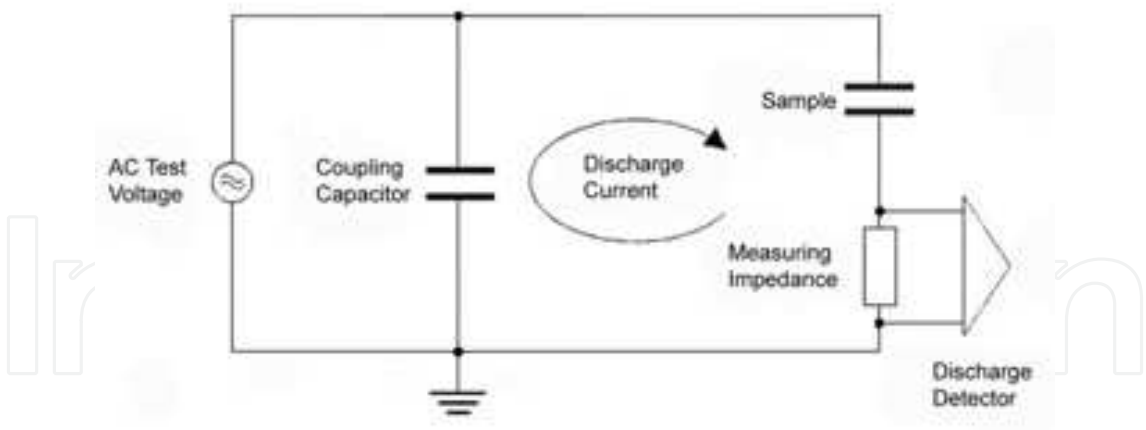 Sample
AC Test
Voltage
Coupling
Capacitor
Discharge
Current
Measuring
Impedance
Discharge
Detector